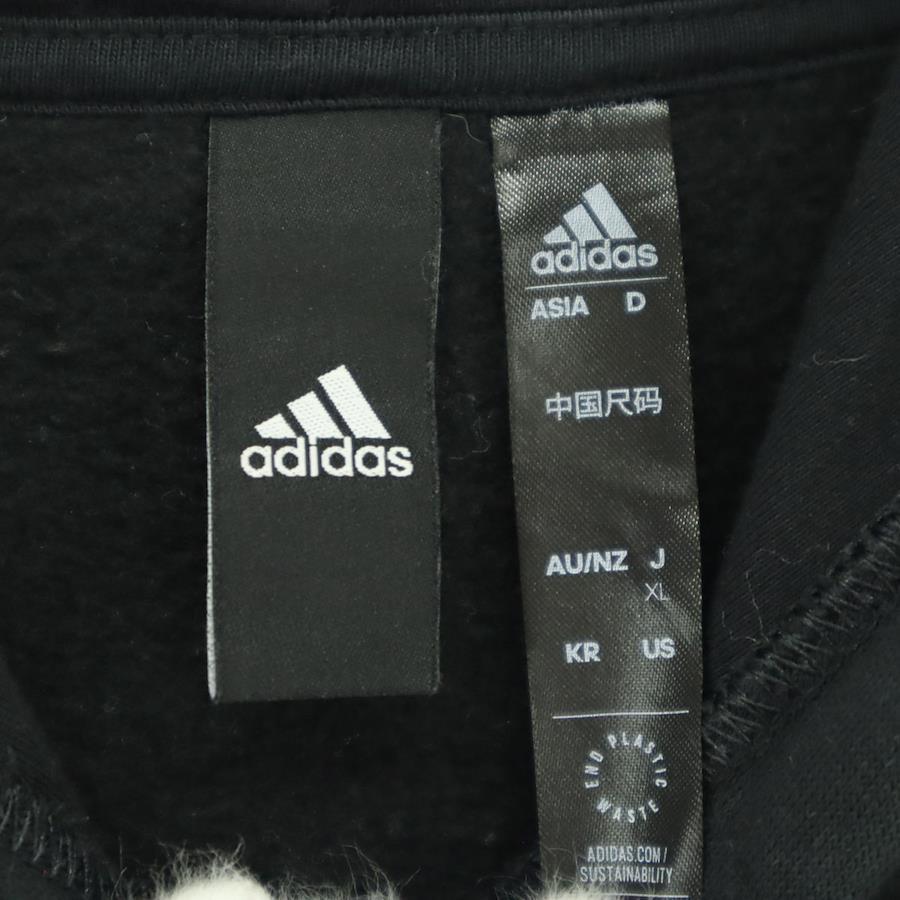 adidas
adidas
ASIA D
中国尺码
AU/NZ J
XL
KR US
END PLASTIC WASTE
ADIDAS.COM/
SUSTAINABILITY